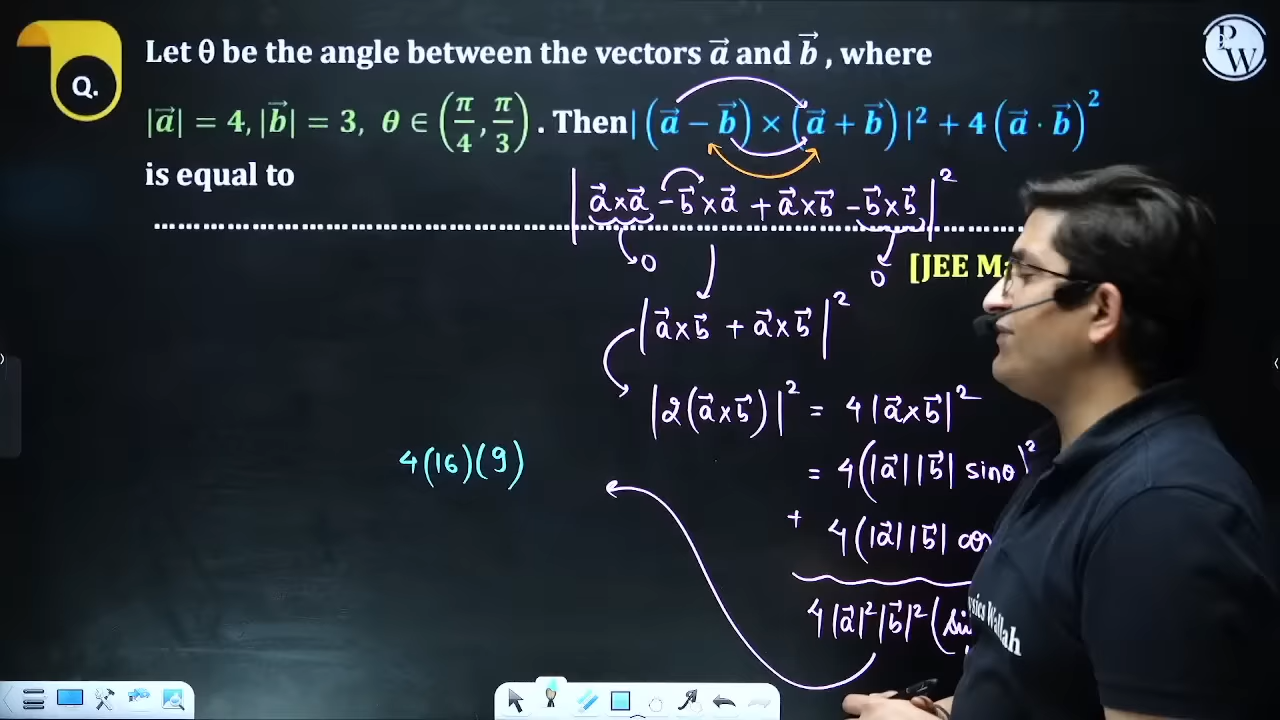 Q.
Let θ be the angle between the vectors a⃗ and b⃗ , where
|a⃗| = 4, |b⃗| = 3, θ ∈ (π/4, π/3) . Then |(a⃗ − b⃗) × (a⃗ + b⃗)|² + 4 (a⃗ · b⃗)²
is equal to
|a⃗×a⃗ − b⃗×a⃗ + a⃗×b⃗ − b⃗×b⃗|²
0 0
[JEE
|a⃗×b⃗ + a⃗×b⃗|²
|2(a⃗×b⃗)|² = 4|a⃗×b⃗|²
4(16)(9)
= 4(|a⃗||b⃗| sinθ)²
+ 4(|a⃗||b⃗|
4|a⃗|²|b⃗|²(
PW
Wallah